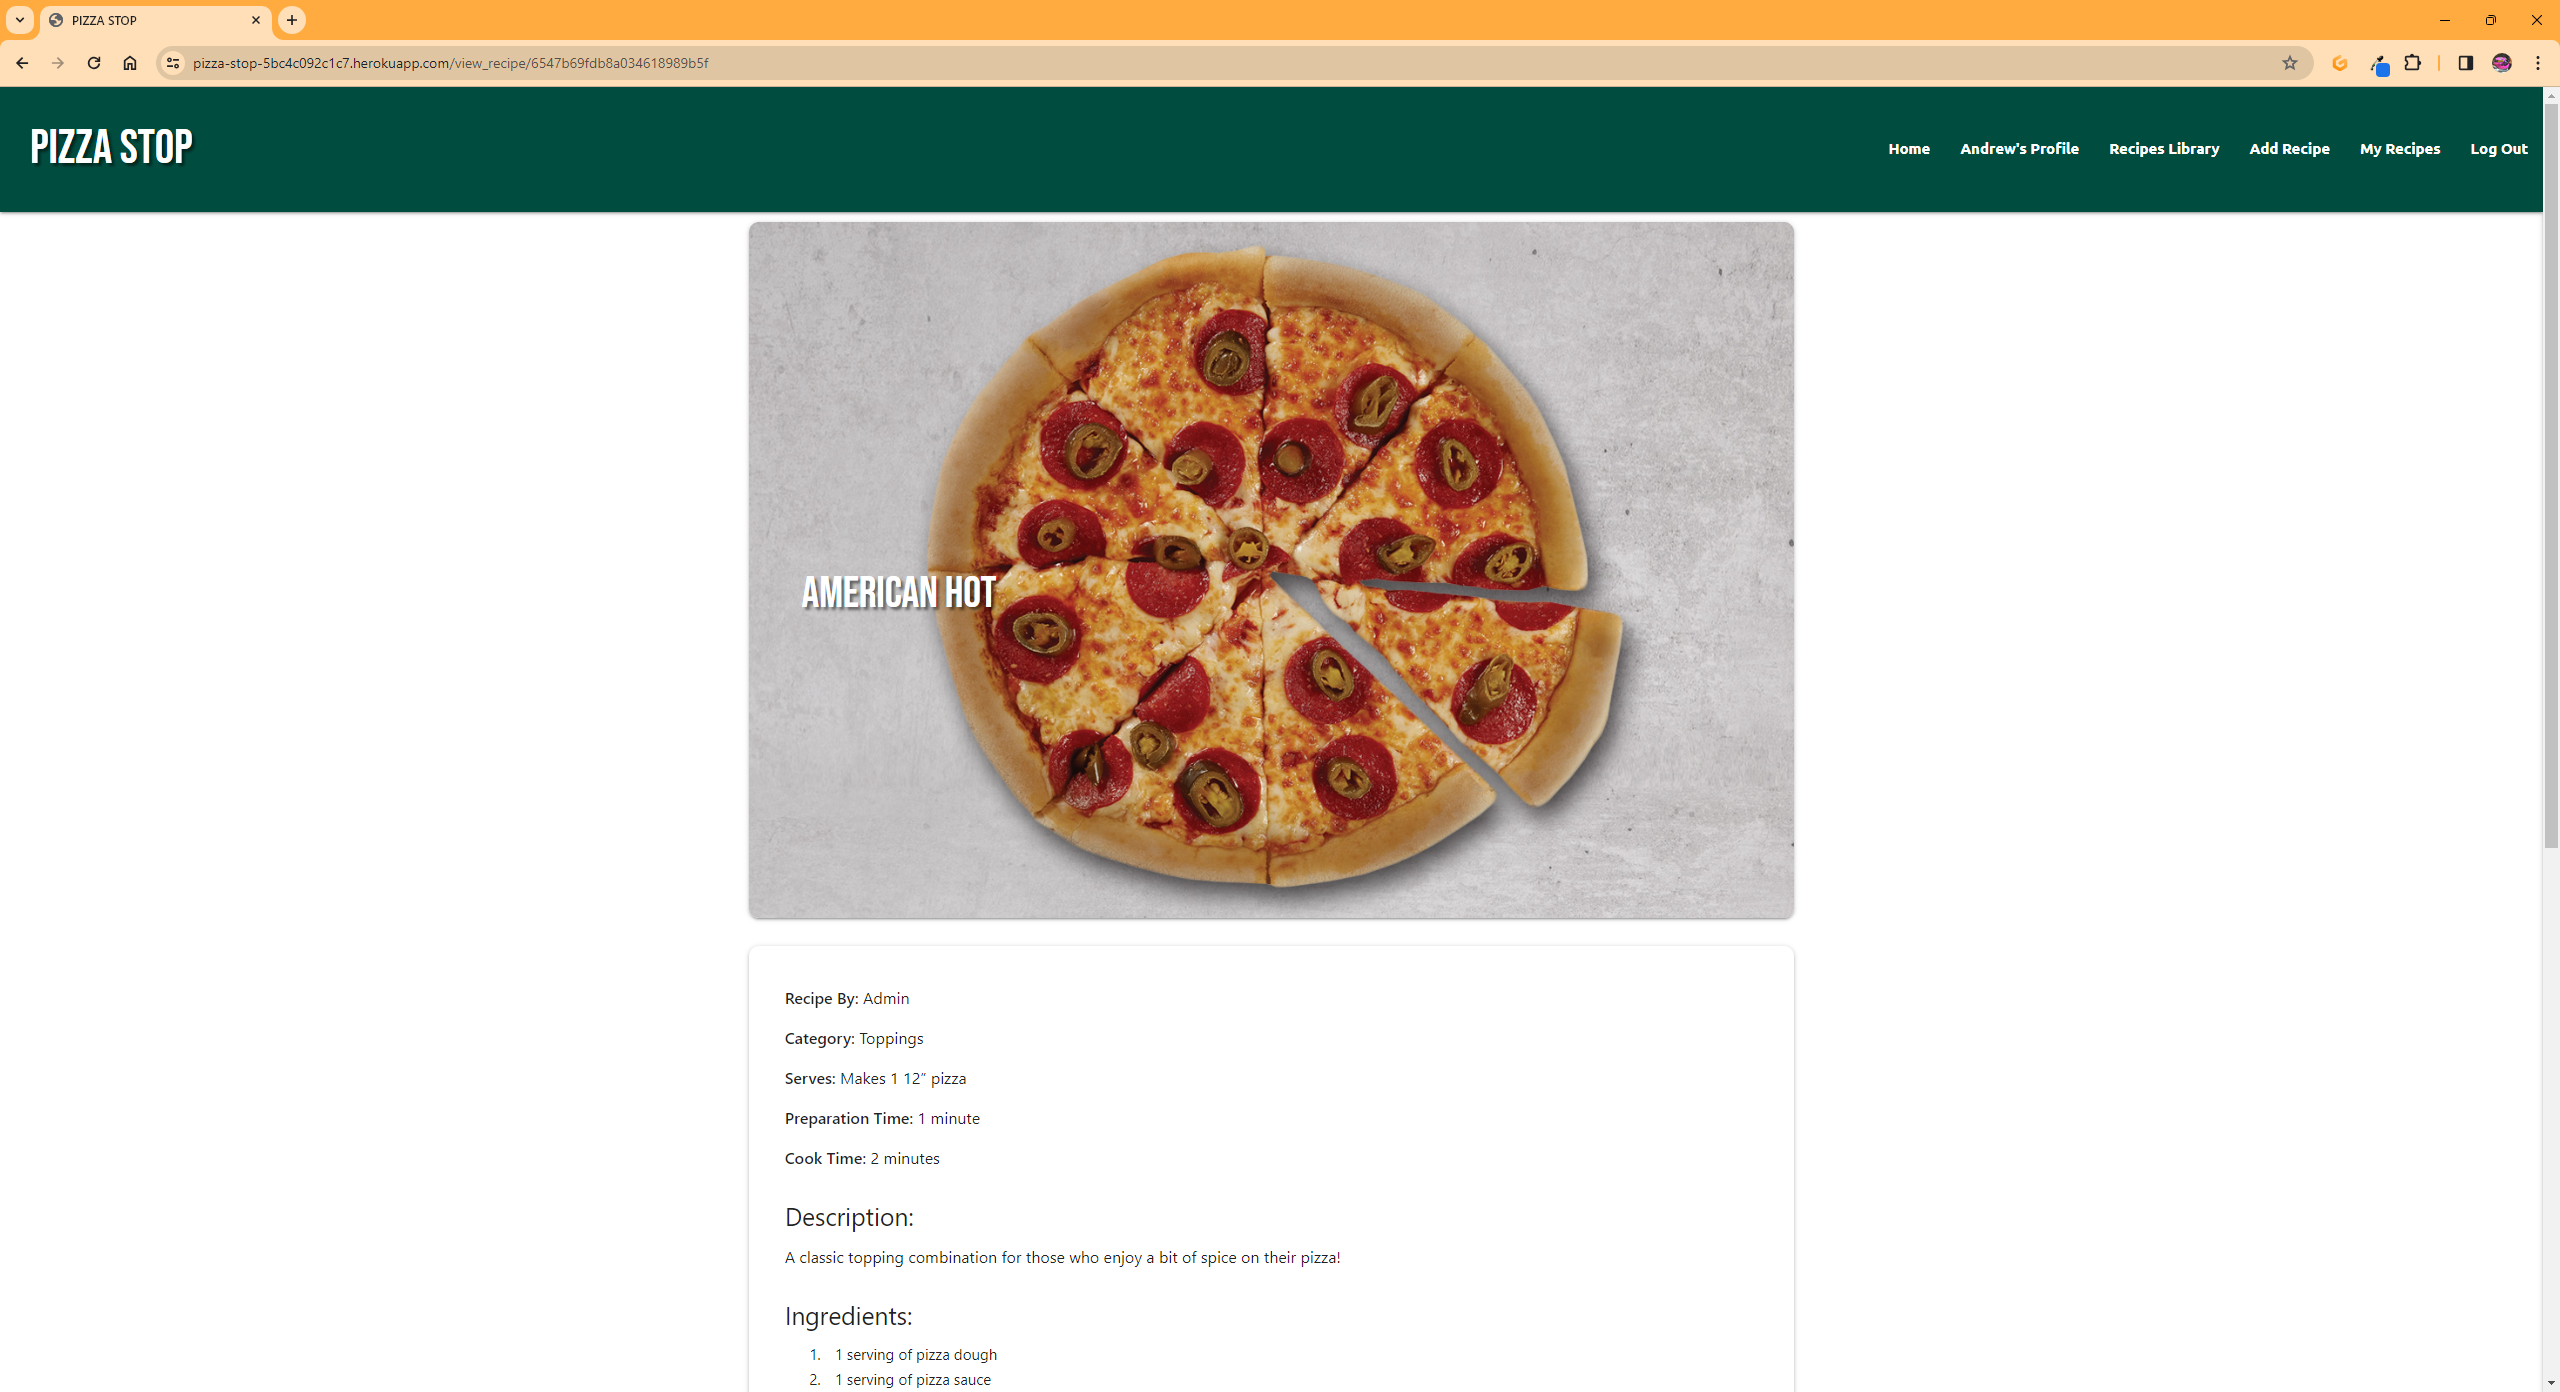 PIZZA STOP
pizza-stop-5bc4c092c1c7.herokuapp.com/view_recipe/6547b69fdb8a034618989b5f
PIZZA STOP
Home Andrew's Profile Recipes Library Add Recipe My Recipes Log Out
AMERICAN HOT
Recipe By: Admin
Category: Toppings
Serves: Makes 1 12" pizza
Preparation Time: 1 minute
Cook Time: 2 minutes
Description:
A classic topping combination for those who enjoy a bit of spice on their pizza!
Ingredients:
1. 1 serving of pizza dough
2. 1 serving of pizza sauce